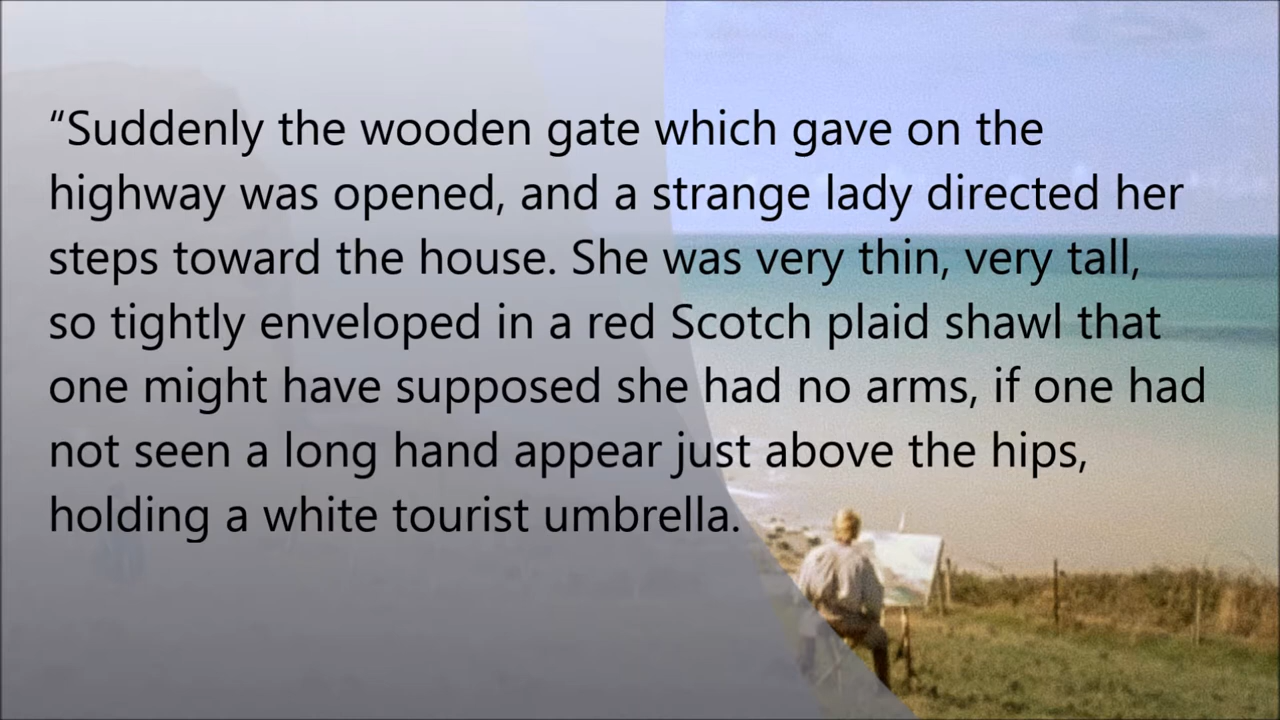 “Suddenly the wooden gate which gave on the
highway was opened, and a strange lady directed her
steps toward the house. She was very thin, very tall,
so tightly enveloped in a red Scotch plaid shawl that
one might have supposed she had no arms, if one had
not seen a long hand appear just above the hips,
holding a white tourist umbrella.